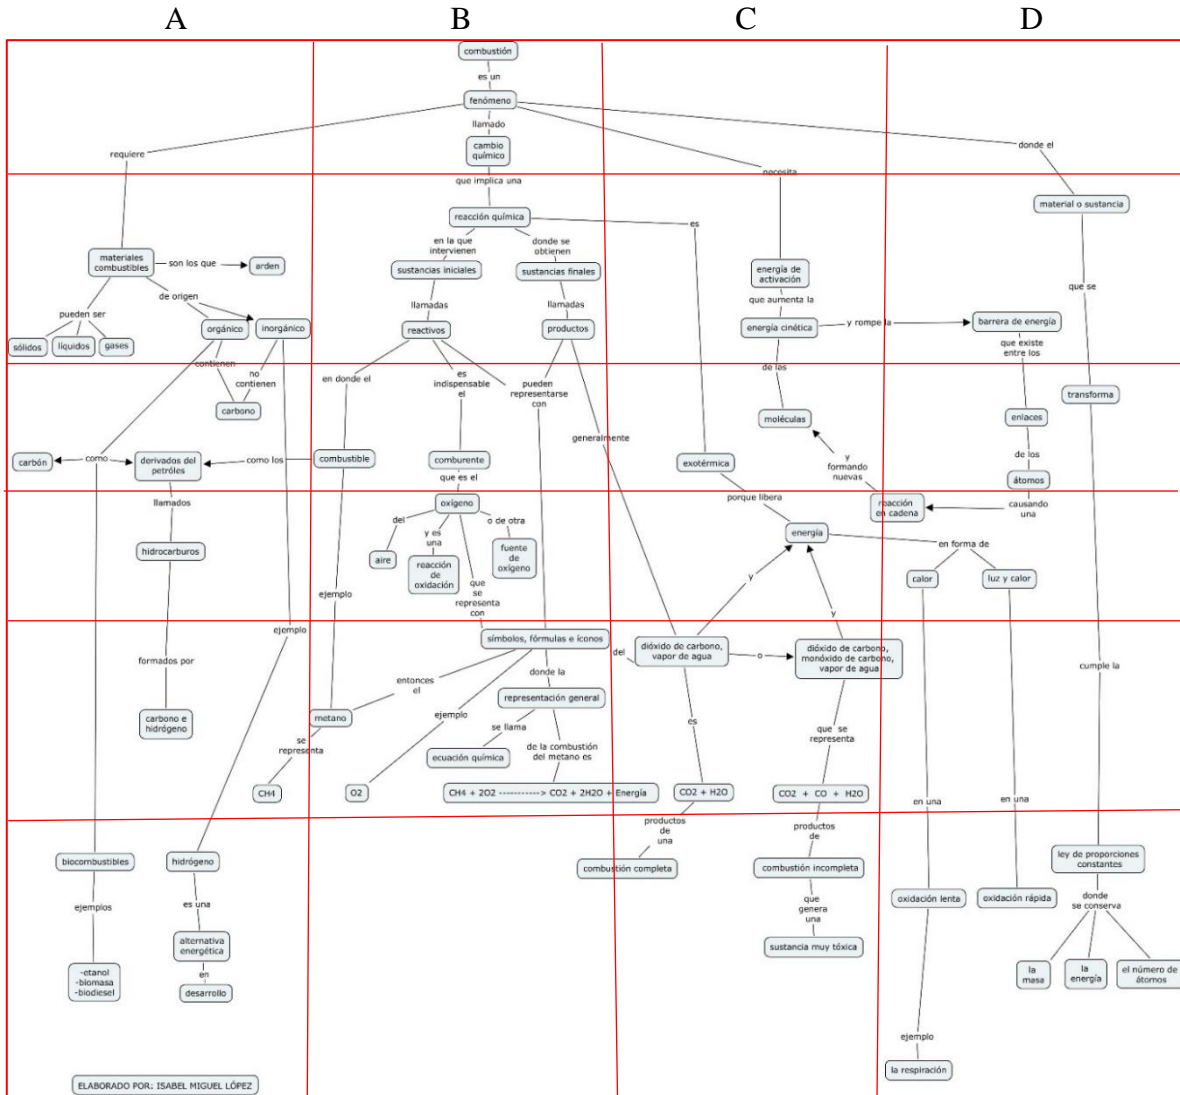 A B C D
combustión
es un
fenómeno
llamado
cambio
químico
requiere
donde el
necesita
que implica una
reacción química
es
material o sustancia
en la que
intervienen
donde se
obtienen
materiales
combustibles
son los que
arden
sustancias iniciales
sustancias finales
energía de
activación
que se
de origen
pueden ser
llamadas
llamadas
que aumenta la
orgánico
inorgánico
reactivos
productos
energía cinética
y rompe la
barrera de energía
sólidos
líquidos
gases
que existe
entre los
contienen
no
contienen
en donde el
es
indispensable
el
pueden
representarse
con
de las
transforma
carbono
moléculas
enlaces
generalmente
carbón
como
derivados del
petróles
como los
combustible
comburente
exotérmica
y
formando
nuevas
de los
átomos
llamados
que es el
porque libera
oxígeno
reacción
en cadena
causando
una
del
y es
una
o de otra
energía
en forma de
hidrocarburos
aire
reacción
de
oxidación
fuente
de
oxígeno
calor
luz y calor
ejemplo
que
se
representa
con
y
y
ejemplo
símbolos, fórmulas e íconos
del
dióxido de carbono,
vapor de agua
o
dióxido de carbono,
monóxido de carbono,
vapor de agua
formados por
entonces
el
donde la
cumple la
representación general
carbono e
hidrógeno
metano
ejemplo
es
se llama
que se
representa
se
representa
ecuación química
de la combustión
del metano es
CH4
O2
CH4 + 2O2 -----------> CO2 + 2H2O + Energía
CO2 + H2O
CO2 + CO + H2O
en una
en una
productos
de
una
productos
de
biocombustibles
hidrógeno
combustión completa
combustión incompleta
ley de proporciones
constantes
ejemplos
es una
que
genera
una
oxidación lenta
oxidación rápida
donde
se conserva
alternativa
energética
sustancia muy tóxica
-etanol
-biomasa
-biodiesel
en
desarrollo
la
masa
la
energía
el número de
átomos
ejemplo
la respiración
ELABORADO POR: ISABEL MIGUEL LÓPEZ